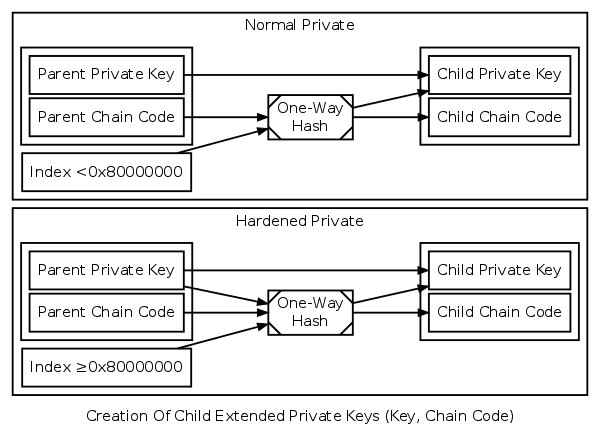 Normal Private
Parent Private Key
Child Private Key
Parent Chain Code
One-Way
Hash
Child Chain Code
Index <0x80000000
Hardened Private
Parent Private Key
Child Private Key
Parent Chain Code
One-Way
Hash
Child Chain Code
Index ≥0x80000000
Creation Of Child Extended Private Keys (Key, Chain Code)